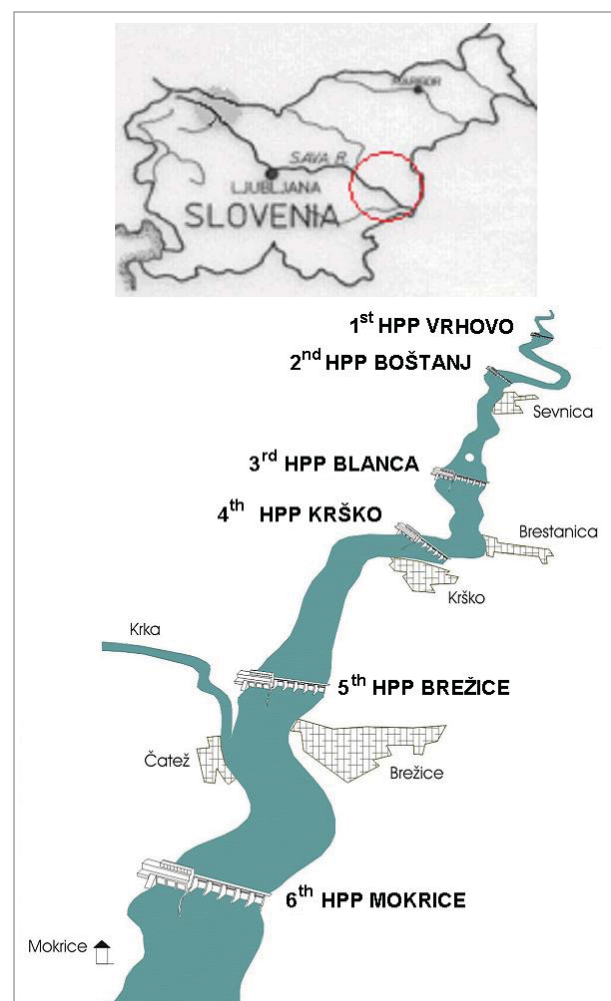 MARIBOR
SAVA R.
LJUBLJANA
SLOVENIA
1st HPP VRHOVO
2nd HPP BOŠTANJ
Sevnica
3rd HPP BLANCA
4th HPP KRŠKO
Brestanica
Krško
Krka
5th HPP BREŽICE
Čatež
Brežice
6th HPP MOKRICE
Mokrice